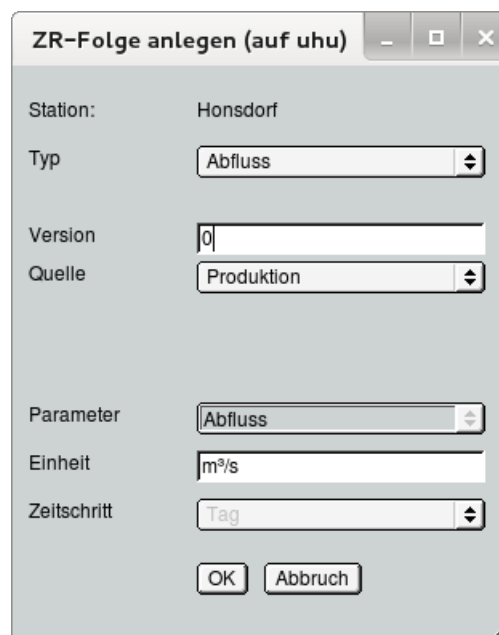 ZR-Folge anlegen (auf uhu)
Station: Honsdorf
Typ Abfluss
Version 0
Quelle Produktion
Parameter Abfluss
Einheit m³/s
Zeitschritt Tag
OK Abbruch